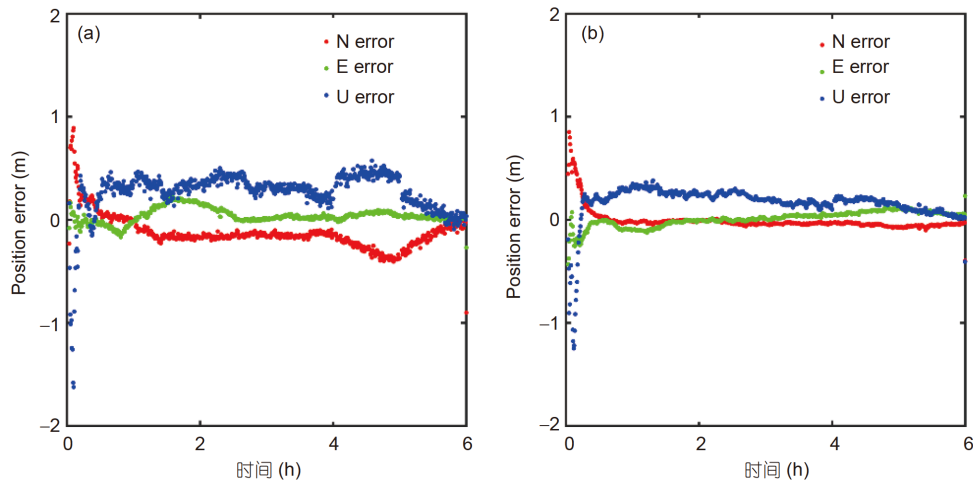 2
(a)
N error
E error
U error
1
0
–1
–2
Position error (m)
0
2
4
6
时间 (h)
2
(b)
N error
E error
U error
1
0
–1
–2
Position error (m)
0
2
4
6
时间 (h)